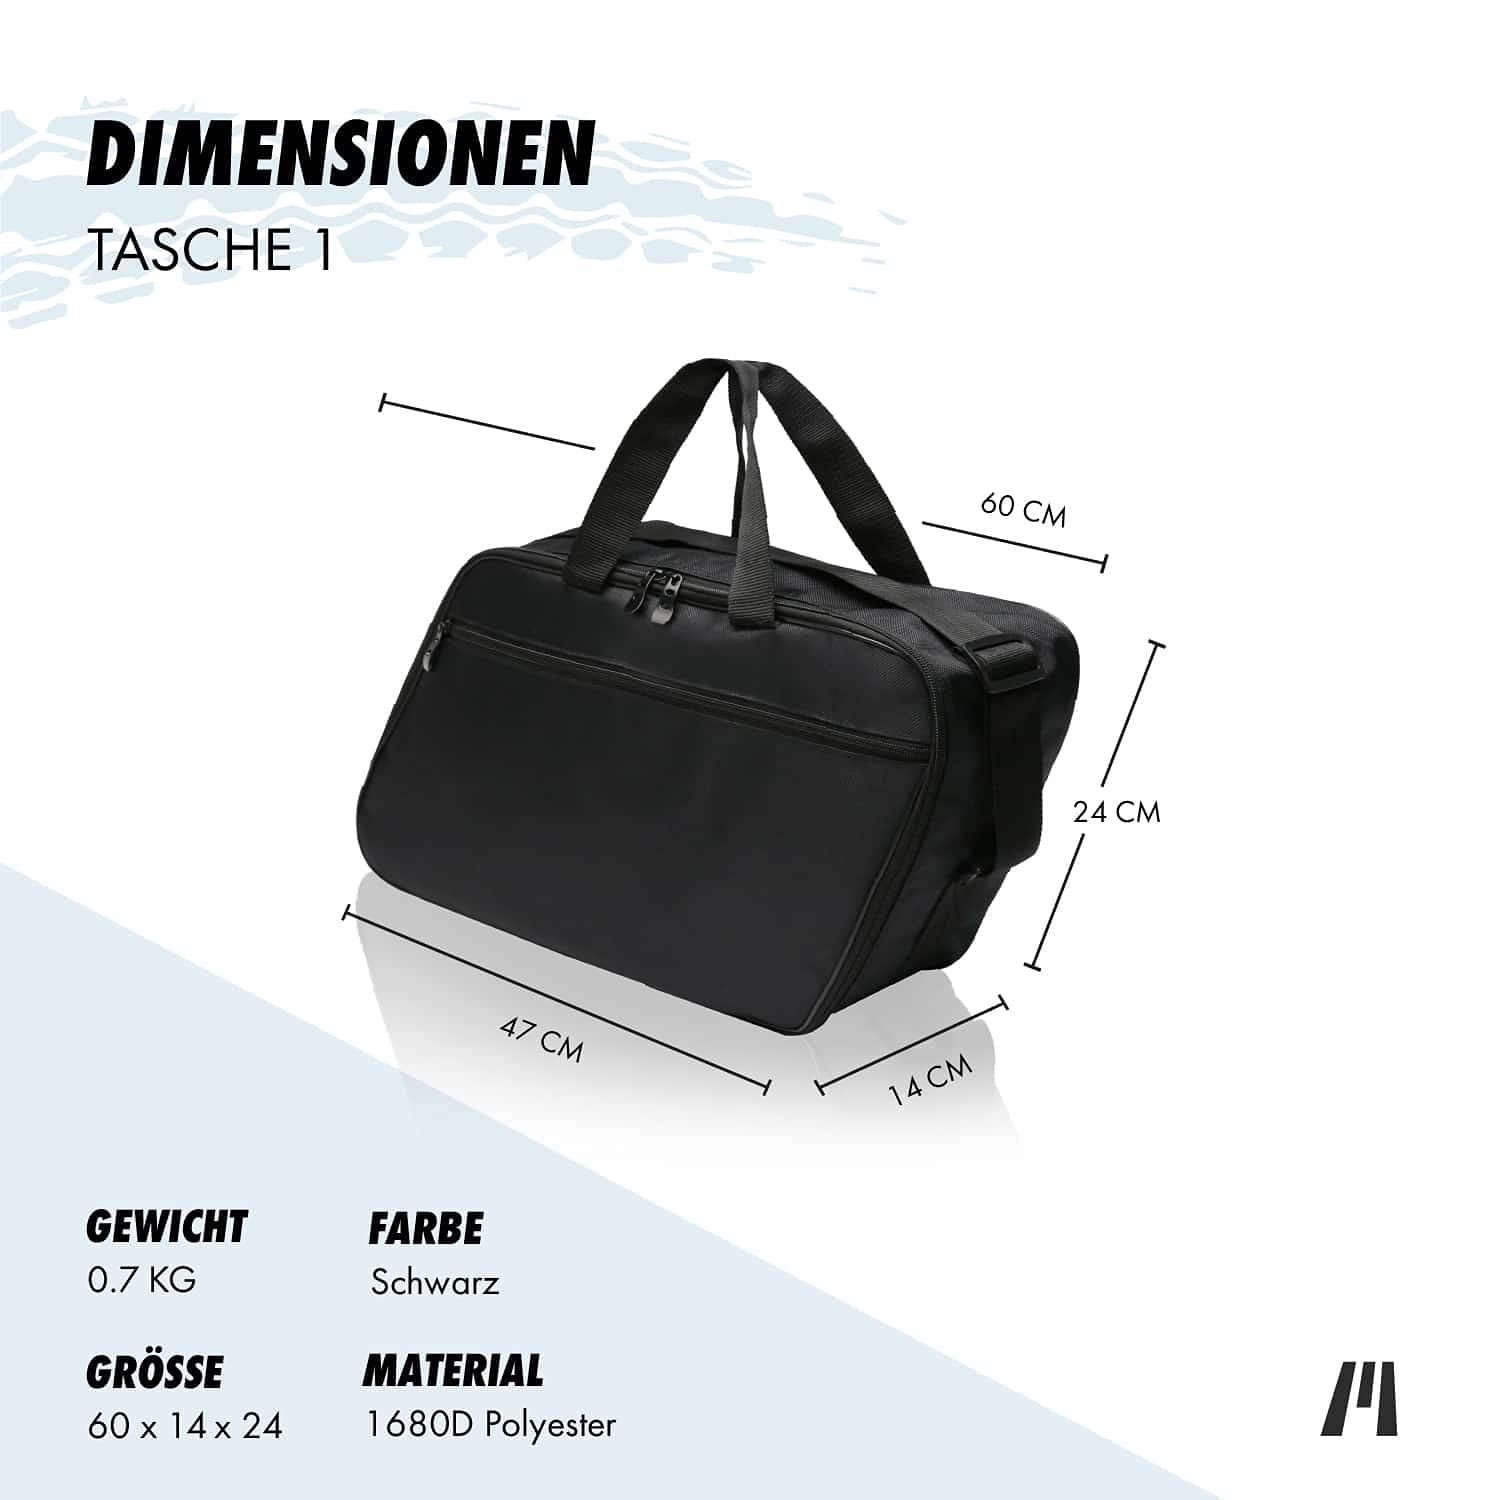 DIMENSIONEN
TASCHE 1
60 CM
24 CM
47 CM
14 CM
GEWICHT
0.7 KG
FARBE
Schwarz
GRÖSSE
60 x 14 x 24
MATERIAL
1680D Polyester